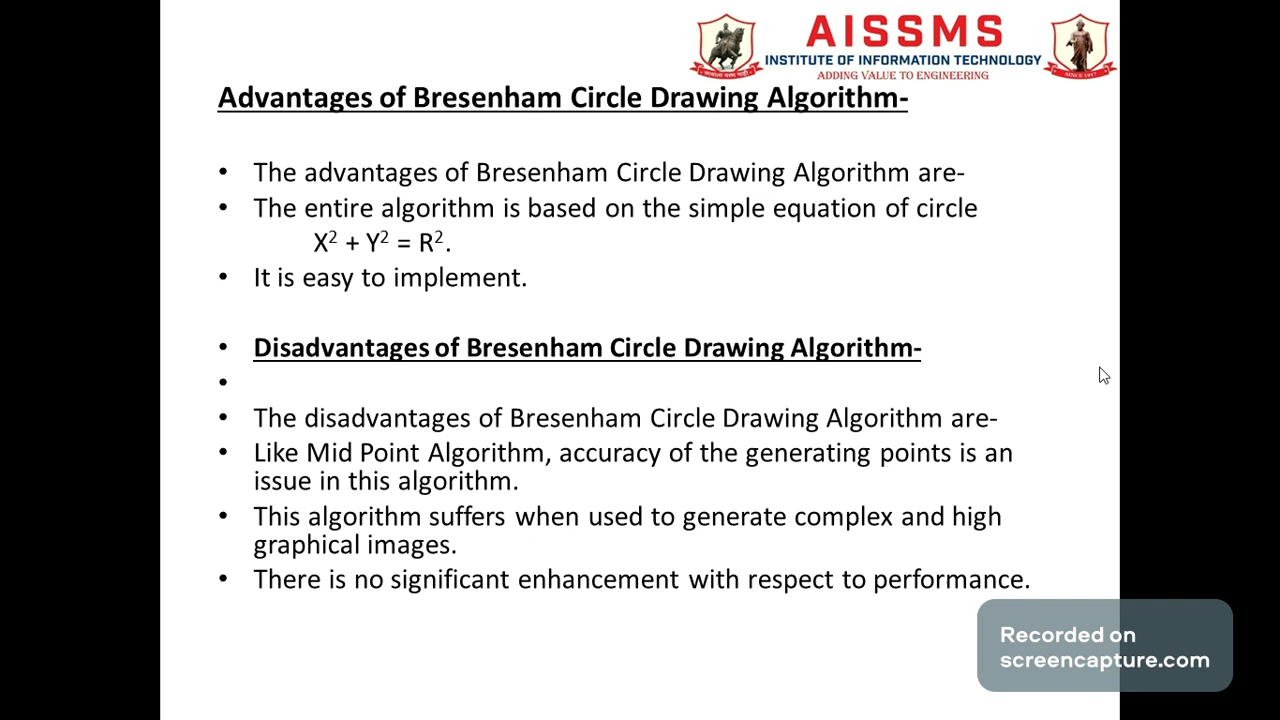 AISSMS
INSTITUTE OF INFORMATION TECHNOLOGY
ADDING VALUE TO ENGINEERING
SINCE 1917
Advantages of Bresenham Circle Drawing Algorithm-
• The advantages of Bresenham Circle Drawing Algorithm are-
• The entire algorithm is based on the simple equation of circle
X² + Y² = R².
• It is easy to implement.
• Disadvantages of Bresenham Circle Drawing Algorithm-
•
• The disadvantages of Bresenham Circle Drawing Algorithm are-
• Like Mid Point Algorithm, accuracy of the generating points is an
issue in this algorithm.
• This algorithm suffers when used to generate complex and high
graphical images.
• There is no significant enhancement with respect to performance.
Recorded on
screencapture.com